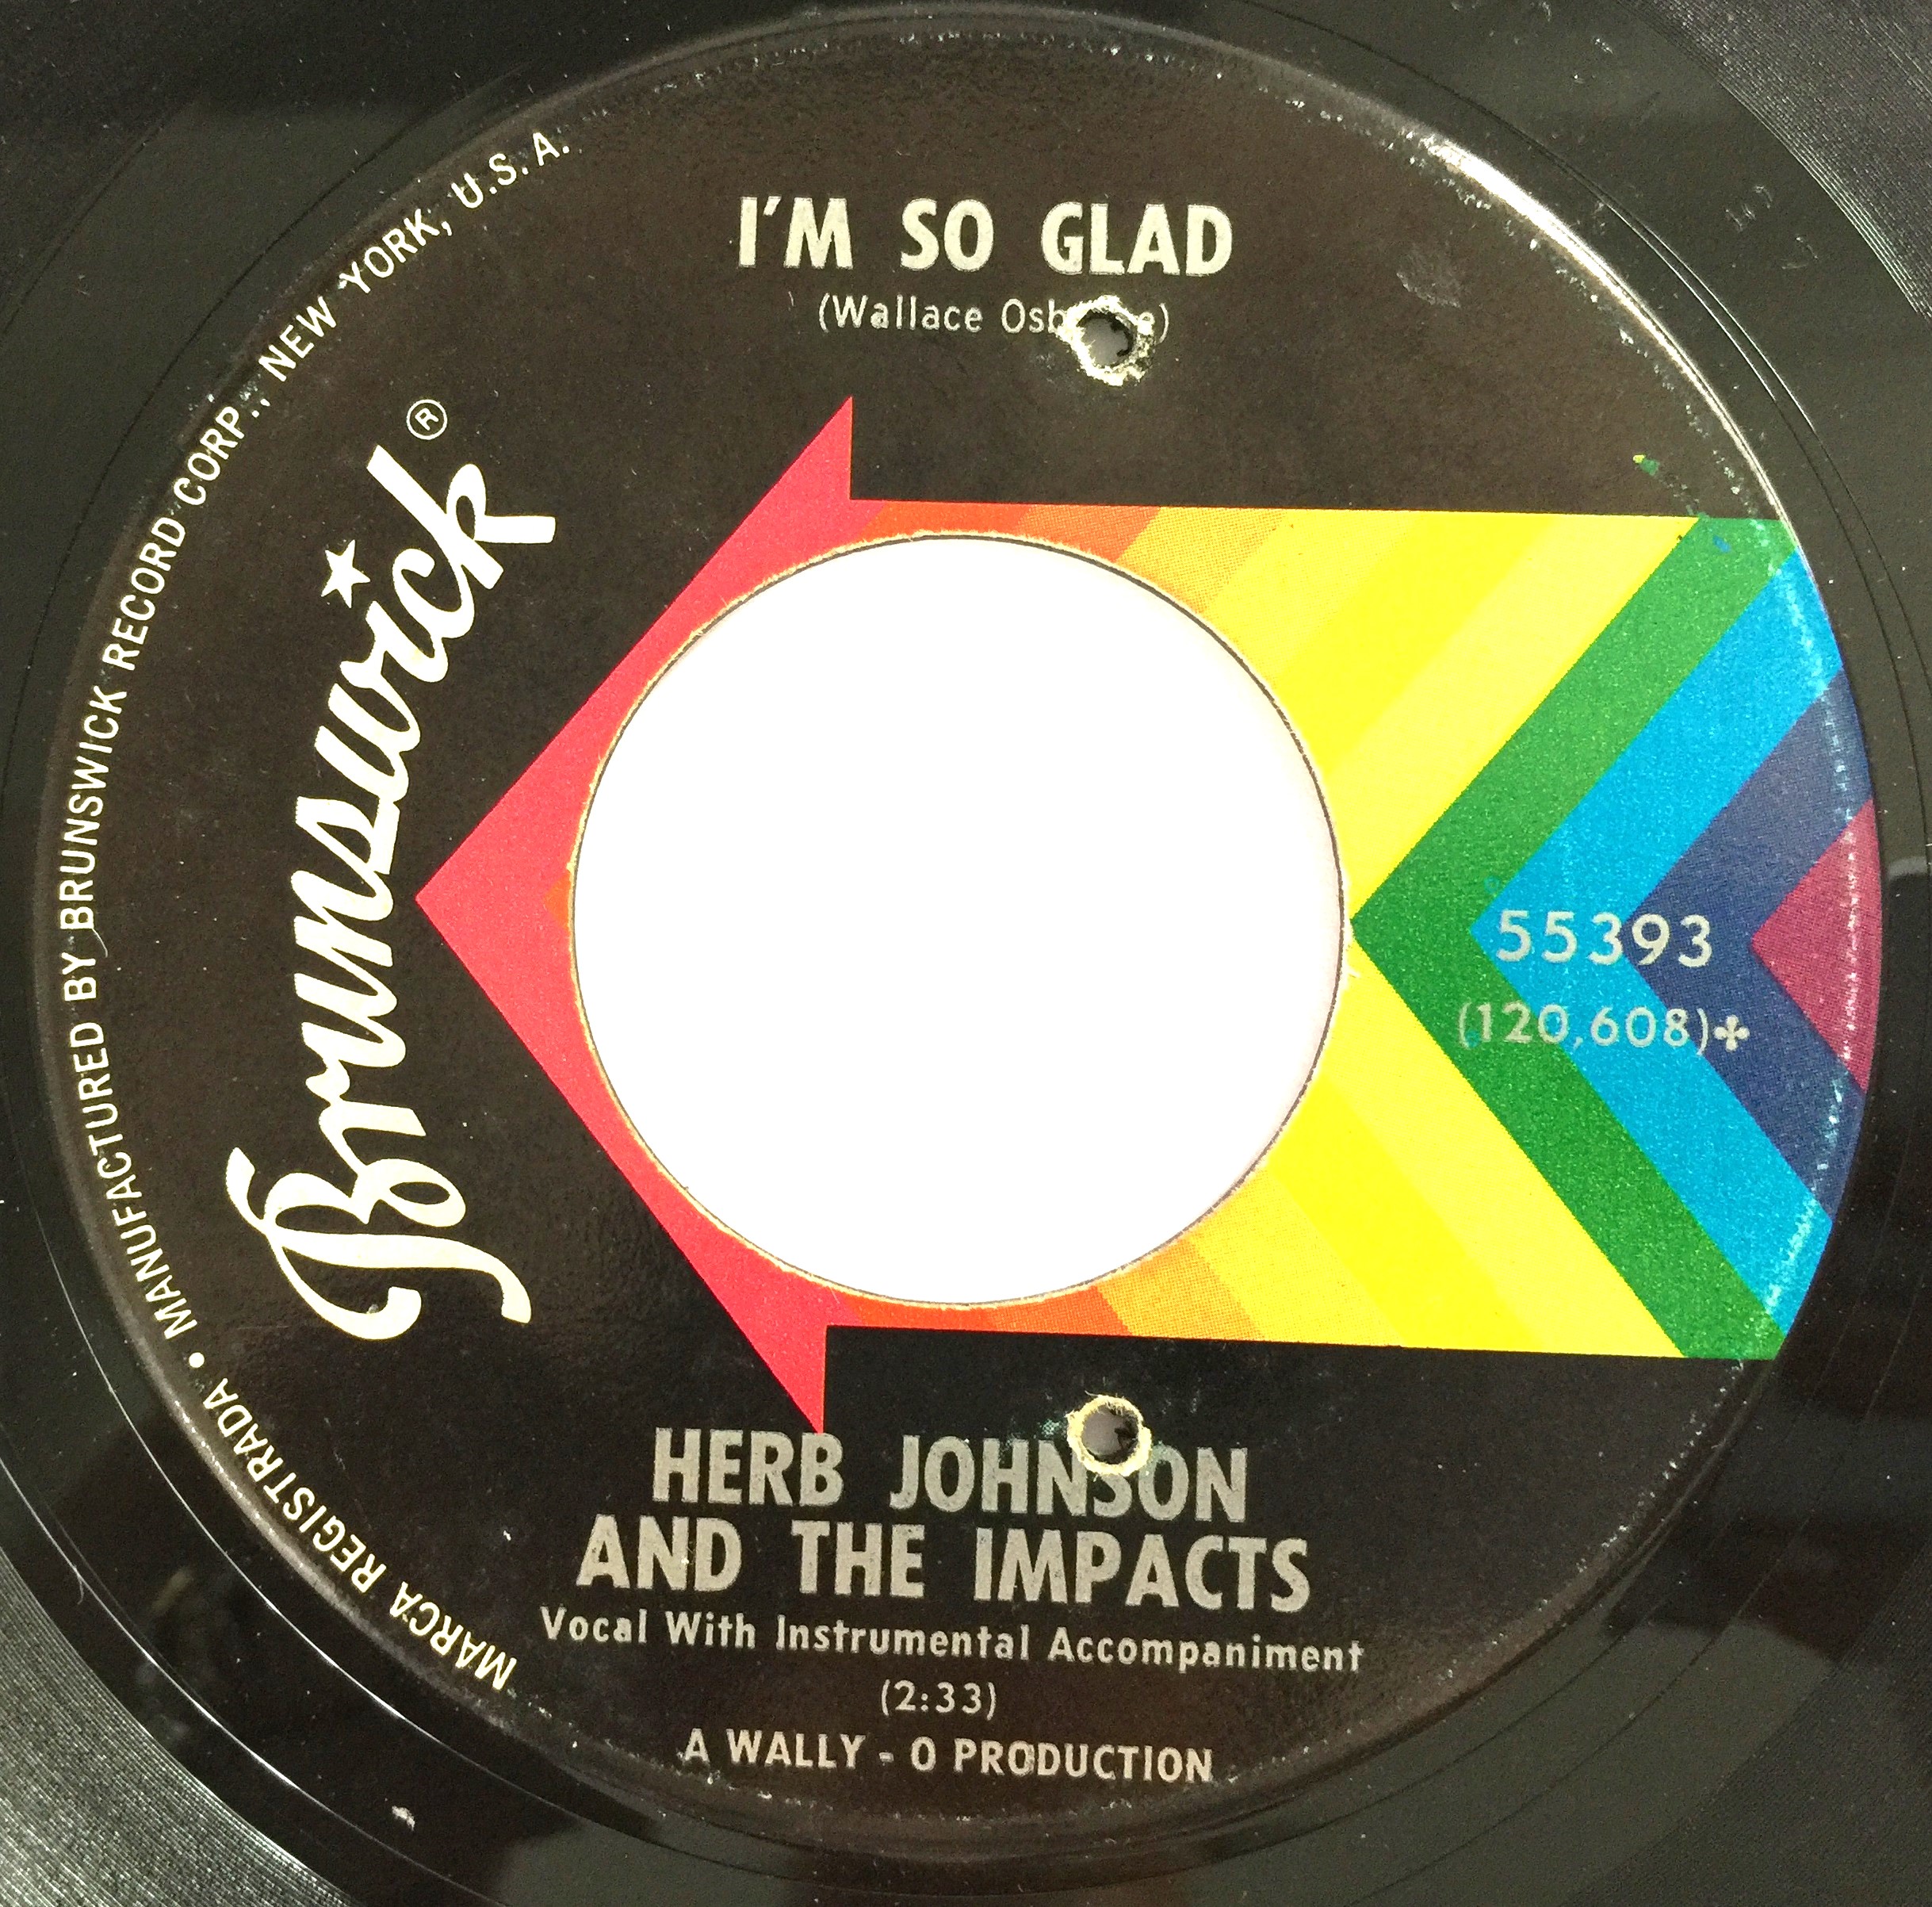 I'M SO GLAD
(Wallace
Brunswick ®
MARCA REGISTRADA • MANUFACTURED BY BRUNSWICK RECORD CORP., NEW YORK, U.S.A.
55393
(120,608)✤
HERB JOHNSON
AND THE IMPACTS
Vocal With Instrumental Accompaniment
(2:33)
A WALLY - O PRODUCTION